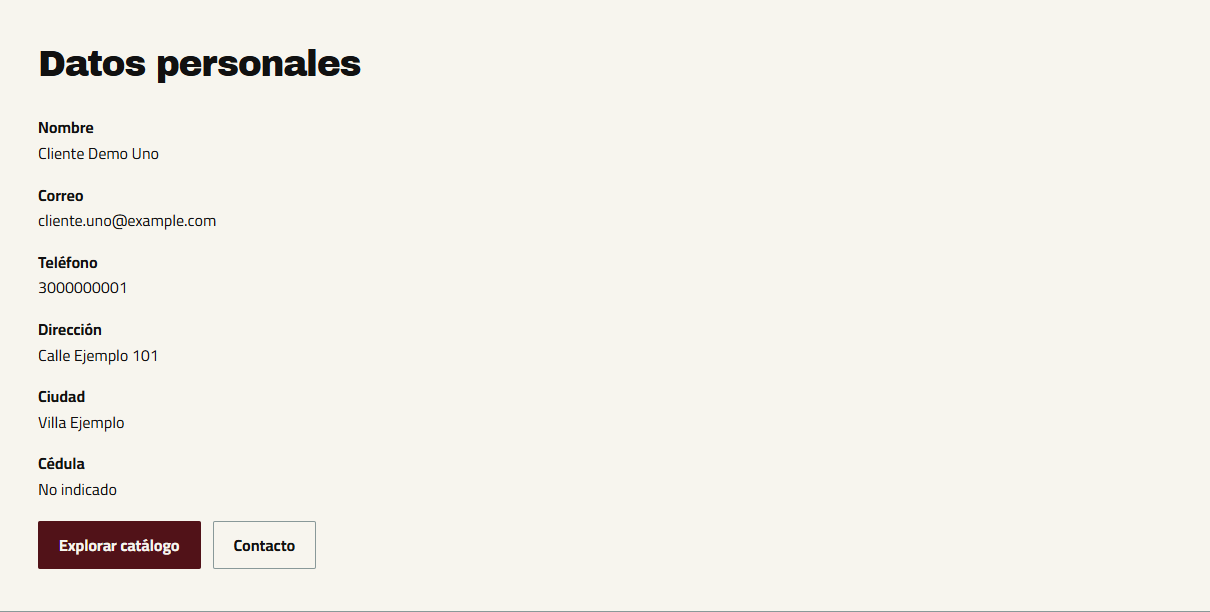 Datos personales
Nombre
Cliente Demo Uno
Correo
cliente.uno@example.com
Teléfono
3000000001
Dirección
Calle Ejemplo 101
Ciudad
Villa Ejemplo
Cédula
No indicado
Explorar catálogo
Contacto